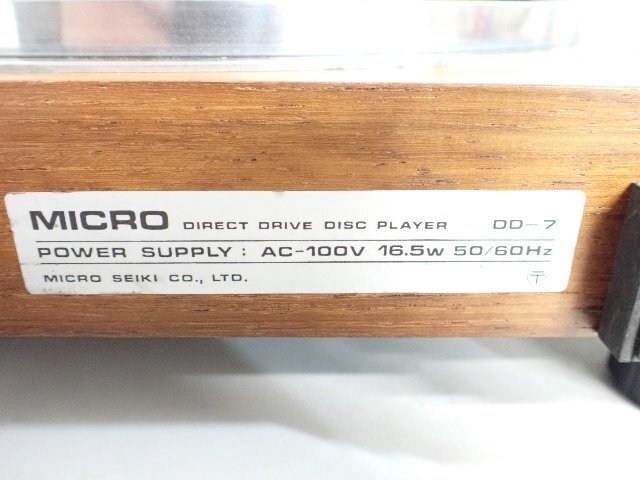 MICRO DIRECT DRIVE DISC PLAYER DD-7
POWER SUPPLY : AC-100V 16.5w 50/60Hz
MICRO SEIKI CO., LTD. 〒